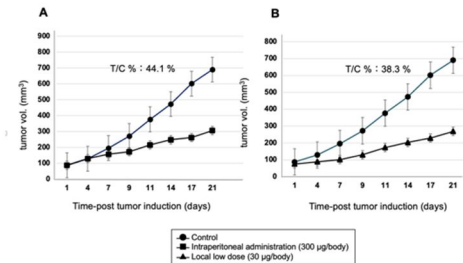 A
T/C %：44.1 %
900
800
700
600
500
400
300
200
100
0
tumor vol. (mm³)
1 4 7 9 11 14 17 21
Time-post tumor induction (days)
B
T/C %：38.3 %
800
700
600
500
400
300
200
100
0
tumor vol. (mm³)
1 4 7 9 11 14 17 21
Time-post tumor induction (days)
Control
Intraperitoneal administration (300 µg/body)
Local low dose (30 µg/body)